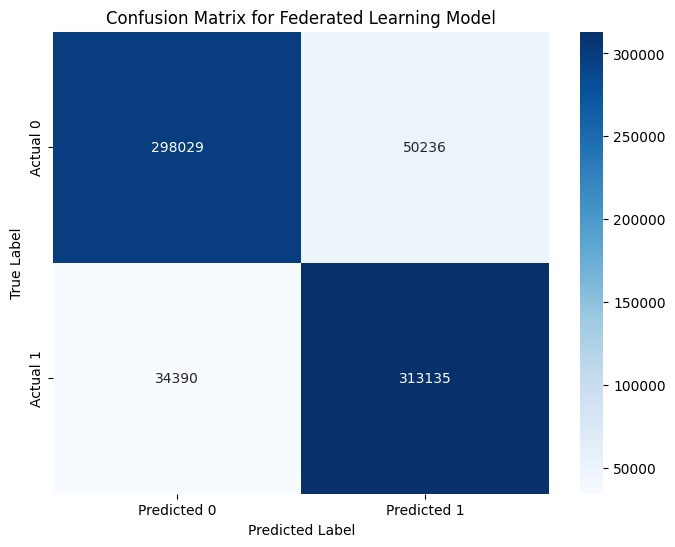 Confusion Matrix for Federated Learning Model
True Label
Actual 0
Actual 1
298029
50236
34390
313135
Predicted 0
Predicted 1
Predicted Label
300000
250000
200000
150000
100000
50000